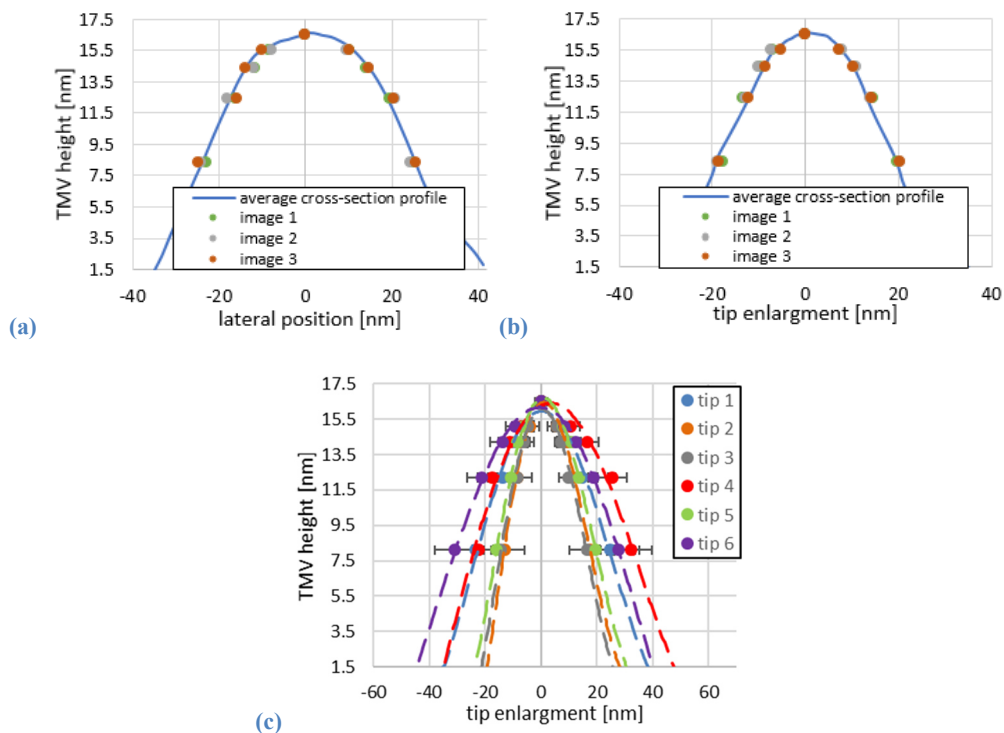 17.5
15.5
13.5
11.5
9.5
7.5
5.5
3.5
1.5
TMV height [nm]
average cross-section profile
image 1
image 2
image 3
-40 -20 0 20 40
lateral position [nm]
(a)
17.5
15.5
13.5
11.5
9.5
7.5
5.5
3.5
1.5
TMV height [nm]
average cross-section profile
image 1
image 2
image 3
-40 -20 0 20 40
tip enlargment [nm]
(b)
17.5
15.5
13.5
11.5
9.5
7.5
5.5
3.5
1.5
TMV height [nm]
tip 1
tip 2
tip 3
tip 4
tip 5
tip 6
-60 -40 -20 0 20 40 60
tip enlargment [nm]
(c)